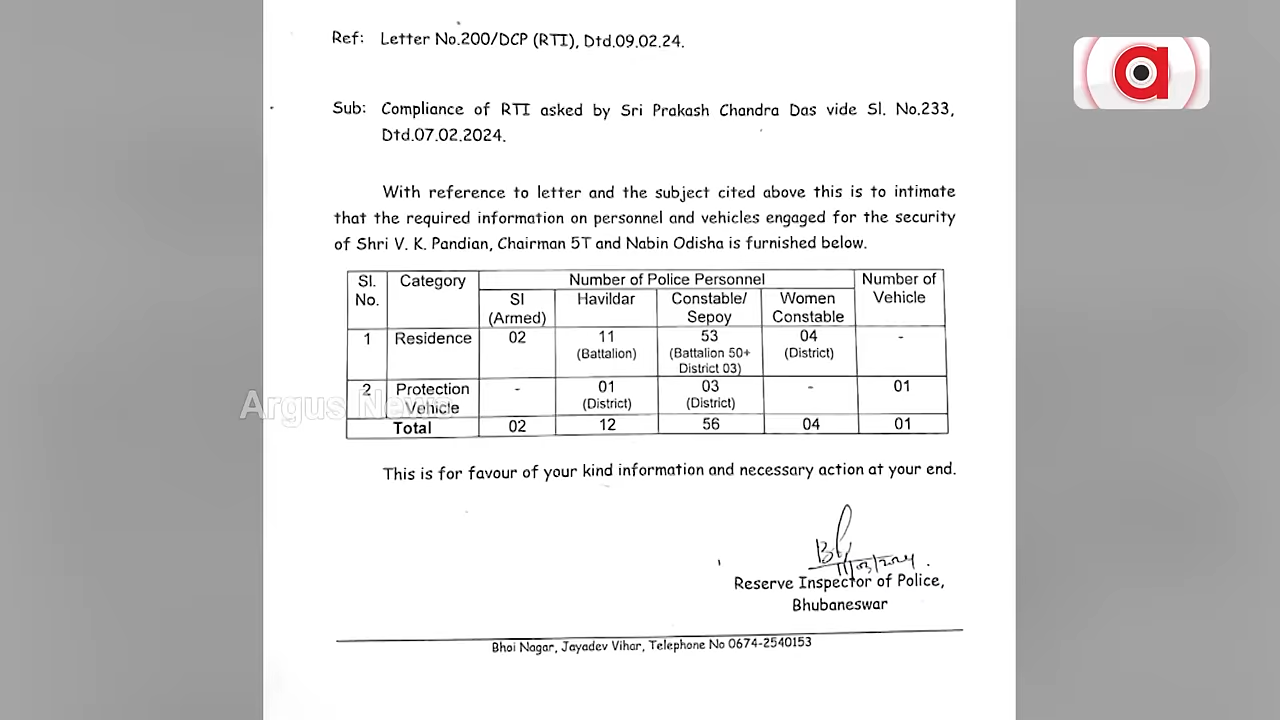 Ref: Letter No.200/DCP (RTI), Dtd.09.02.24.
Sub: Compliance of RTI asked by Sri Prakash Chandra Das vide Sl. No.233,
Dtd.07.02.2024.
With reference to letter and the subject cited above this is to intimate
that the required information on personnel and vehicles engaged for the security
of Shri V. K. Pandian, Chairman 5T and Nabin Odisha is furnished below.
Sl. No. Category Number of Police Personnel Number of Vehicle
SI (Armed) Havildar Constable/ Sepoy Women Constable
1 Residence 02 11 (Battalion) 53 (Battalion 50+ District 03) 04 (District) -
2 Protection Vehicle - 01 (District) 03 (District) - 01
Total 02 12 56 04 01
Argus News
This is for favour of your kind information and necessary action at your end.
11/03/2024
Reserve Inspector of Police,
Bhubaneswar
Bhoi Nagar, Jayadev Vihar, Telephone No 0674-2540153
a